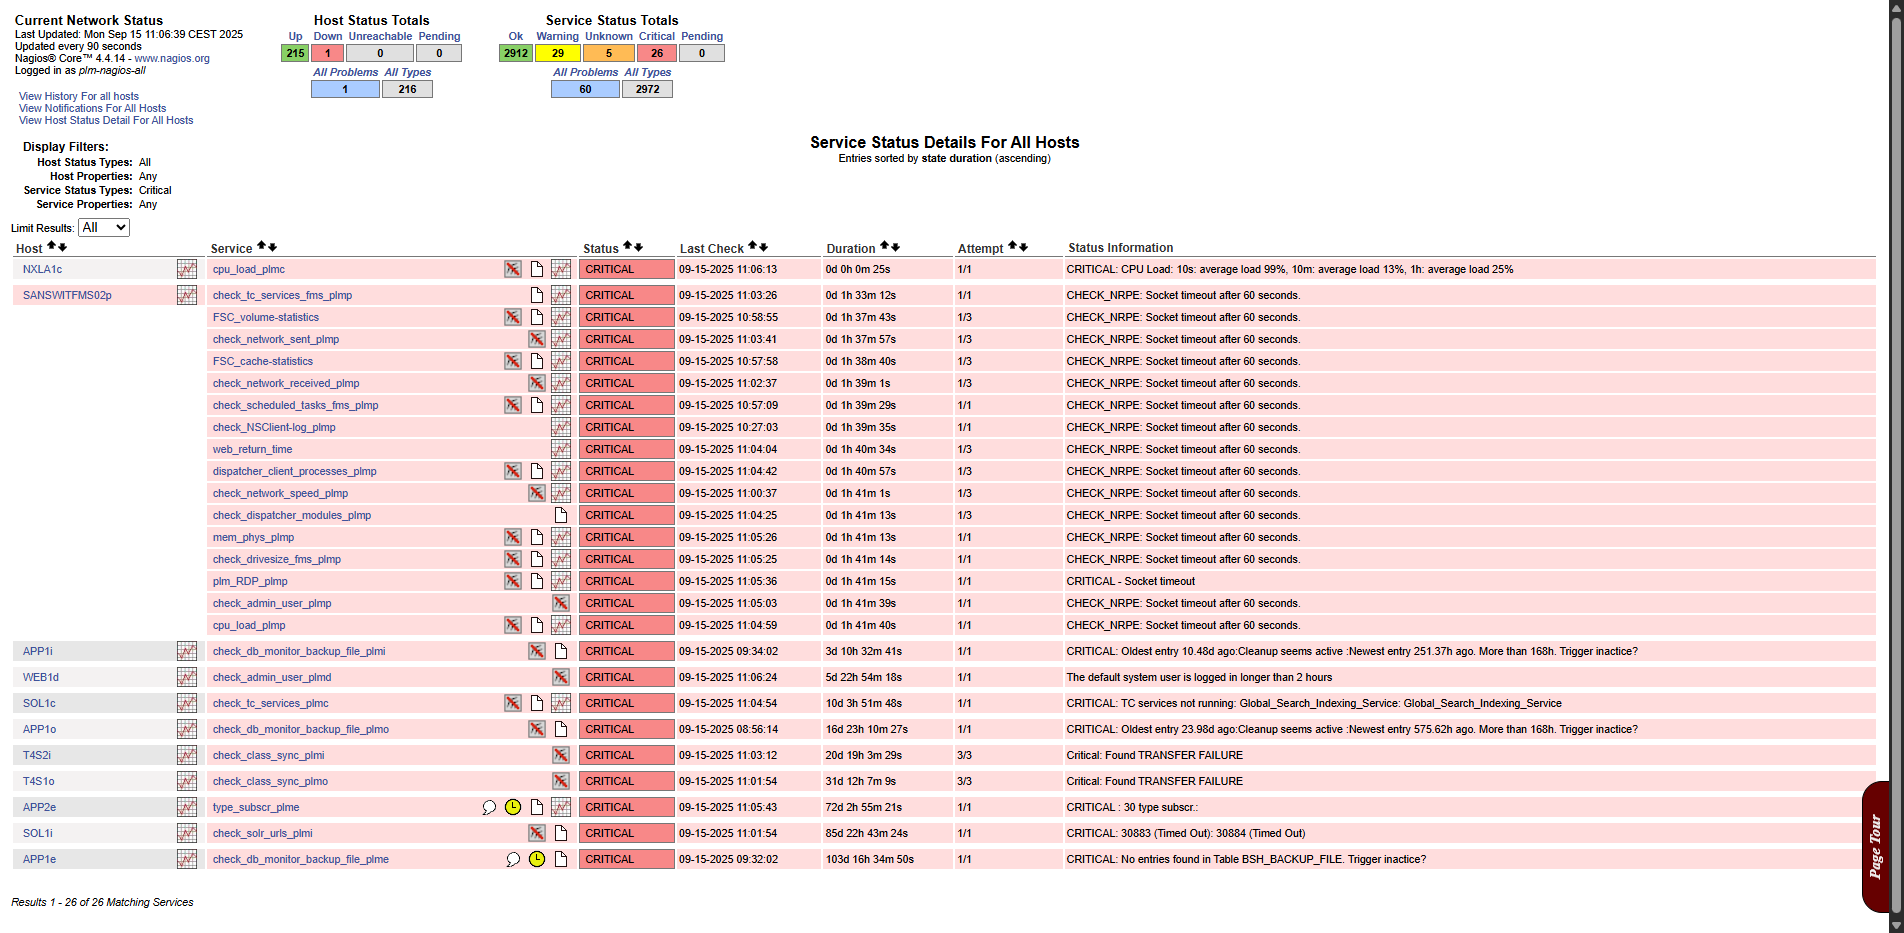 Current Network Status
Last Updated: Mon Sep 15 11:06:39 CEST 2025
Updated every 90 seconds
Nagios® Core™ 4.4.14 - www.nagios.org
Logged in as plm-nagios-all
View History For all hosts
View Notifications For All Hosts
View Host Status Detail For All Hosts
Host Status Totals
Up Down Unreachable Pending
215 1 0 0
All Problems All Types
1 216
Service Status Totals
Ok Warning Unknown Critical Pending
2912 29 5 26 0
All Problems All Types
60 2972
Display Filters:
Host Status Types: All
Host Properties: Any
Service Status Types: Critical
Service Properties: Any
Service Status Details For All Hosts
Entries sorted by state duration (ascending)
Limit Results: All
Host Service Status Last Check Duration Attempt Status Information
NXLA1c cpu_load_plmc CRITICAL 09-15-2025 11:06:13 0d 0h 0m 25s 1/1 CRITICAL: CPU Load: 10s: average load 99%, 10m: average load 13%, 1h: average load 25%
SANSWITFMS02p check_tc_services_fms_plmp CRITICAL 09-15-2025 11:03:26 0d 1h 33m 12s 1/1 CHECK_NRPE: Socket timeout after 60 seconds.
FSC_volume-statistics CRITICAL 09-15-2025 10:58:55 0d 1h 37m 43s 1/3 CHECK_NRPE: Socket timeout after 60 seconds.
check_network_sent_plmp CRITICAL 09-15-2025 11:03:41 0d 1h 37m 57s 1/3 CHECK_NRPE: Socket timeout after 60 seconds.
FSC_cache-statistics CRITICAL 09-15-2025 10:57:58 0d 1h 38m 40s 1/3 CHECK_NRPE: Socket timeout after 60 seconds.
check_network_received_plmp CRITICAL 09-15-2025 11:02:37 0d 1h 39m 1s 1/3 CHECK_NRPE: Socket timeout after 60 seconds.
check_scheduled_tasks_fms_plmp CRITICAL 09-15-2025 10:57:09 0d 1h 39m 29s 1/1 CHECK_NRPE: Socket timeout after 60 seconds.
check_NSClient-log_plmp CRITICAL 09-15-2025 10:27:03 0d 1h 39m 35s 1/1 CHECK_NRPE: Socket timeout after 60 seconds.
web_return_time CRITICAL 09-15-2025 11:04:04 0d 1h 40m 34s 1/3 CHECK_NRPE: Socket timeout after 60 seconds.
dispatcher_client_processes_plmp CRITICAL 09-15-2025 11:04:42 0d 1h 40m 57s 1/3 CHECK_NRPE: Socket timeout after 60 seconds.
check_network_speed_plmp CRITICAL 09-15-2025 11:00:37 0d 1h 41m 1s 1/3 CHECK_NRPE: Socket timeout after 60 seconds.
check_dispatcher_modules_plmp CRITICAL 09-15-2025 11:04:25 0d 1h 41m 13s 1/3 CHECK_NRPE: Socket timeout after 60 seconds.
mem_phys_plmp CRITICAL 09-15-2025 11:05:26 0d 1h 41m 13s 1/1 CHECK_NRPE: Socket timeout after 60 seconds.
check_drivesize_fms_plmp CRITICAL 09-15-2025 11:05:25 0d 1h 41m 14s 1/1 CHECK_NRPE: Socket timeout after 60 seconds.
plm_RDP_plmp CRITICAL 09-15-2025 11:05:36 0d 1h 41m 15s 1/1 CRITICAL - Socket timeout
check_admin_user_plmp CRITICAL 09-15-2025 11:05:03 0d 1h 41m 39s 1/1 CHECK_NRPE: Socket timeout after 60 seconds.
cpu_load_plmp CRITICAL 09-15-2025 11:04:59 0d 1h 41m 40s 1/1 CHECK_NRPE: Socket timeout after 60 seconds.
APP1i check_db_monitor_backup_file_plmi CRITICAL 09-15-2025 09:34:02 3d 10h 32m 41s 1/1 CRITICAL: Oldest entry 10.48d ago:Cleanup seems active :Newest entry 251.37h ago. More than 168h. Trigger inactice?
WEB1d check_admin_user_plmd CRITICAL 09-15-2025 11:06:24 5d 22h 54m 18s 1/1 The default system user is logged in longer than 2 hours
SOL1c check_tc_services_plmc CRITICAL 09-15-2025 11:04:54 10d 3h 51m 48s 1/1 CRITICAL: TC services not running: Global_Search_Indexing_Service: Global_Search_Indexing_Service
APP1o check_db_monitor_backup_file_plmo CRITICAL 09-15-2025 08:56:14 16d 23h 10m 27s 1/1 CRITICAL: Oldest entry 23.98d ago:Cleanup seems active :Newest entry 575.62h ago. More than 168h. Trigger inactice?
T4S2i check_class_sync_plmi CRITICAL 09-15-2025 11:03:12 20d 19h 3m 29s 3/3 Critical: Found TRANSFER FAILURE
T4S1o check_class_sync_plmo CRITICAL 09-15-2025 11:01:54 31d 12h 7m 9s 3/3 Critical: Found TRANSFER FAILURE
APP2e type_subscr_plme CRITICAL 09-15-2025 11:05:43 72d 2h 55m 21s 1/1 CRITICAL : 30 type subscr.:
SOL1i check_solr_urls_plmi CRITICAL 09-15-2025 11:01:54 85d 22h 43m 24s 1/1 CRITICAL: 30883 (Timed Out): 30884 (Timed Out)
APP1e check_db_monitor_backup_file_plme CRITICAL 09-15-2025 09:32:02 103d 16h 34m 50s 1/1 CRITICAL: No entries found in Table BSH_BACKUP_FILE. Trigger inactice?
Results 1 - 26 of 26 Matching Services
Page Tour